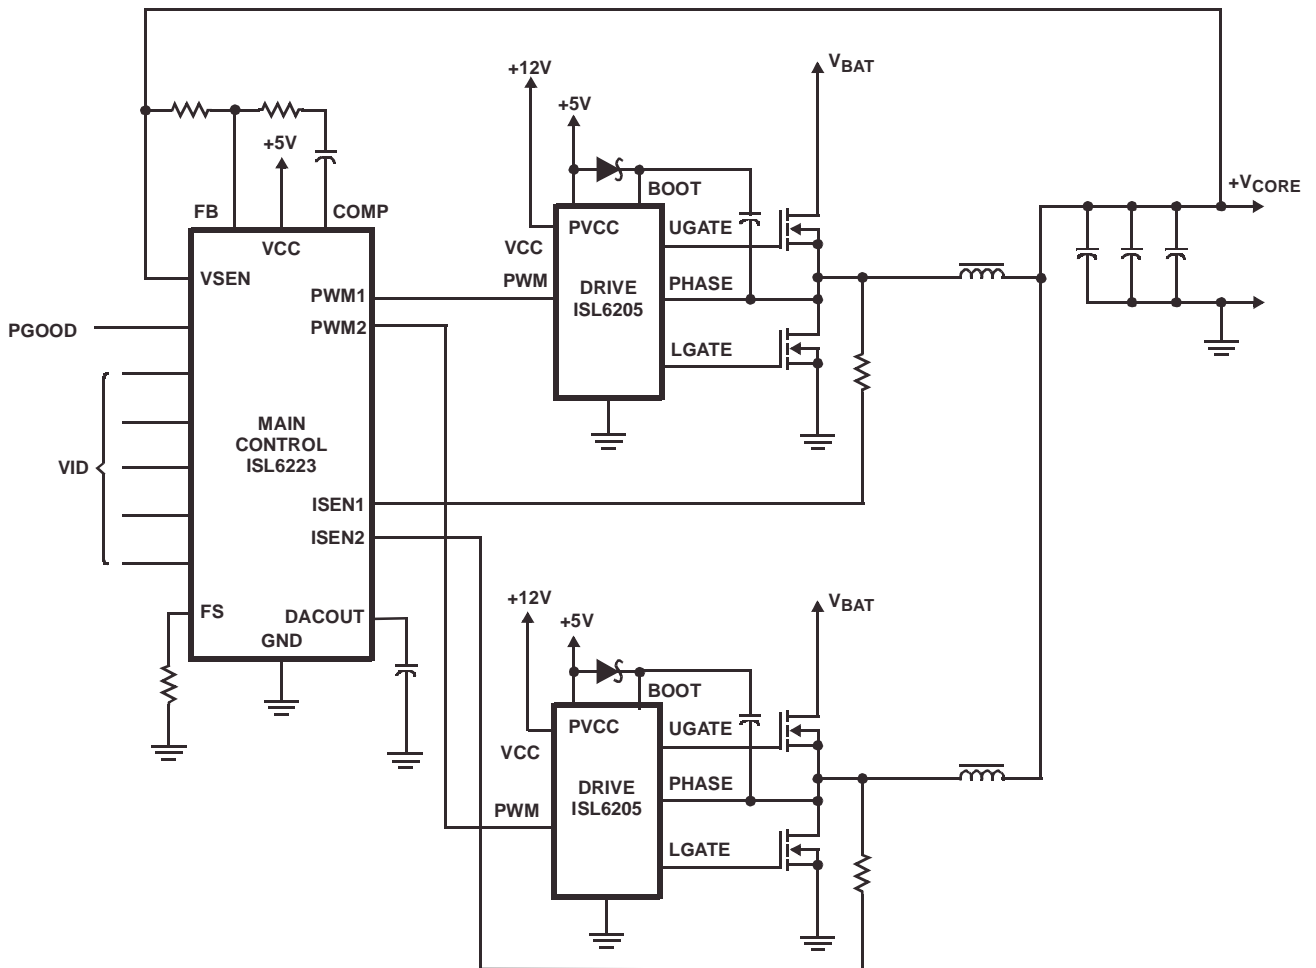 +12V
VBAT
+5V
+5V
BOOT
+VCORE
FB
COMP
VCC
PVCC
UGATE
VCC
VSEN
PWM
DRIVE
ISL6205
PHASE
PWM1
PGOOD
PWM2
LGATE
MAIN
CONTROL
ISL6223
VID
ISEN1
ISEN2
FS
DACOUT
GND
+12V
VBAT
+5V
BOOT
PVCC
UGATE
VCC
DRIVE
ISL6205
PHASE
PWM
LGATE